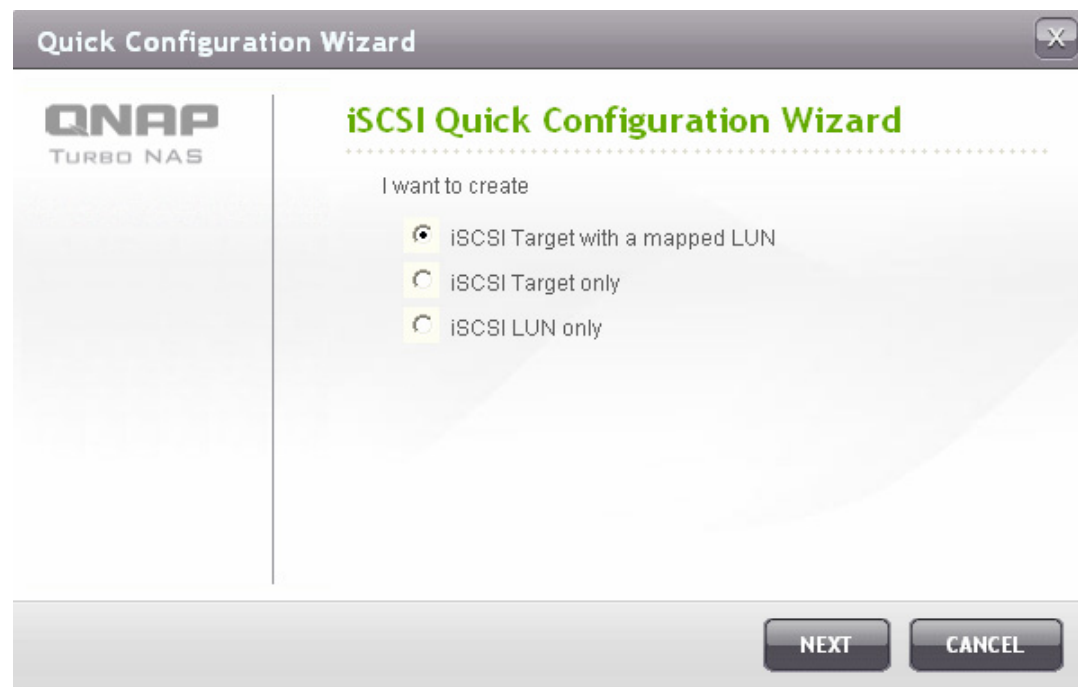 Quick Configuration Wizard
QNAP
TURBO NAS
iSCSI Quick Configuration Wizard
I want to create
iSCSI Target with a mapped LUN
iSCSI Target only
iSCSI LUN only
NEXT
CANCEL